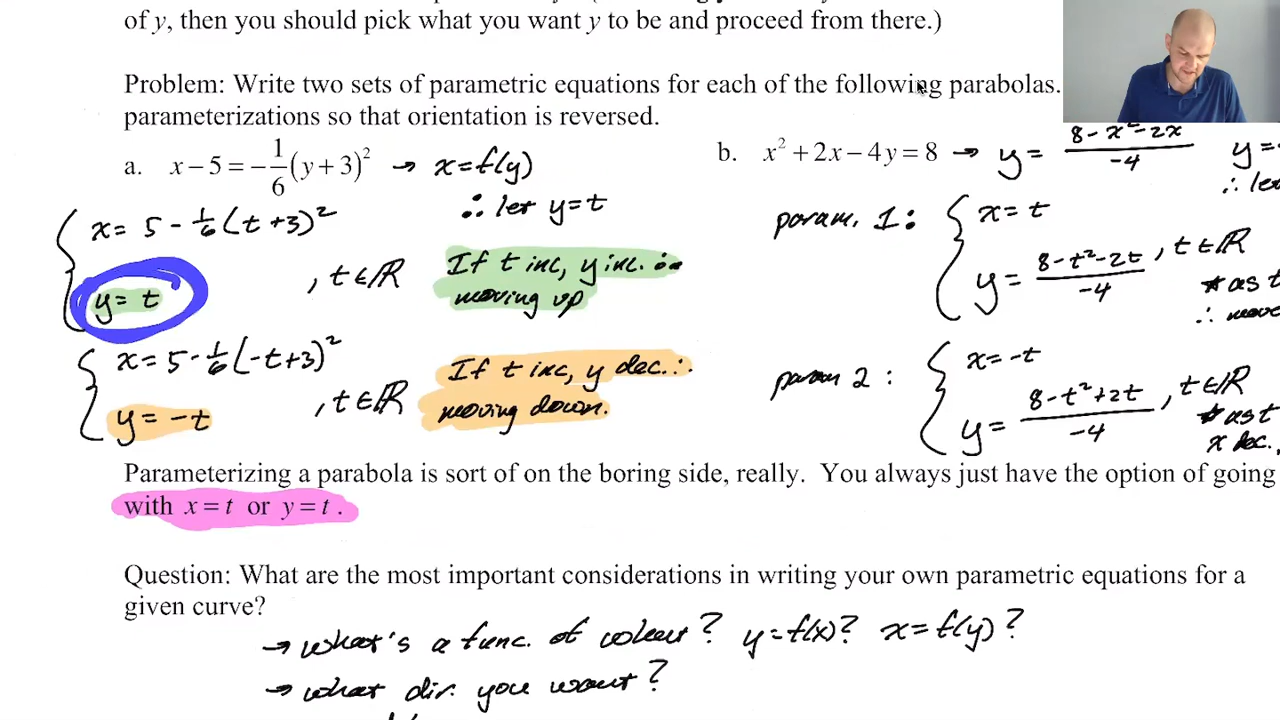 of y, then you should pick what you want y to be and proceed from there.)
Problem: Write two sets of parametric equations for each of the following parabolas.
parameterizations so that orientation is reversed.
a. x − 5 = −1/6 (y + 3)² → x = f(y)
∴ let y = t
{ x = 5 − 1/6 (t + 3)²
y = t , t ∈ ℝ
If t inc, y inc. ∴
moving up
{ x = 5 − 1/6 (−t + 3)²
y = −t , t ∈ ℝ
If t inc, y dec. ∴
moving down.
b. x² + 2x − 4y = 8 → y = (8 − x² − 2x)/−4
y =
∴ let
param. 1: { x = t
y = (8 − t² − 2t)/−4 , t ∈ ℝ
* as t
∴ move
param 2: { x = −t
y = (8 − t² + 2t)/−4 , t ∈ ℝ
* as t
x dec.
Parameterizing a parabola is sort of on the boring side, really. You always just have the option of going
with x = t or y = t .
Question: What are the most important considerations in writing your own parametric equations for a
given curve?
→ what's a func. of what? y = f(x)? x = f(y)?
→ what dir. you want?